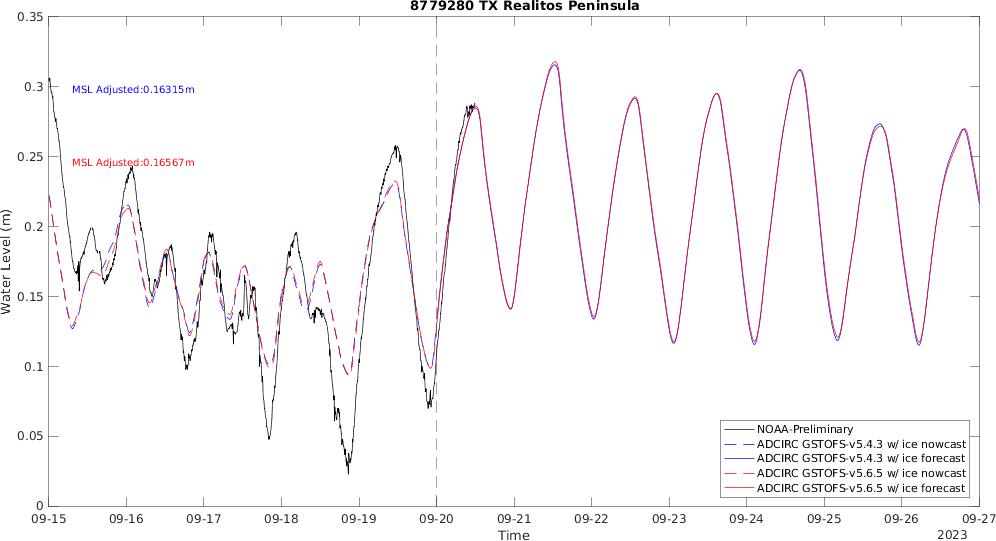 8779280 TX Realitos Peninsula
0.35
0.3
0.25
0.2
0.15
0.1
0.05
0
Water Level (m)
MSL Adjusted:0.16315m
MSL Adjusted:0.16567m
NOAA-Preliminary
ADCIRC GSTOFS-v5.4.3 w/ ice nowcast
ADCIRC GSTOFS-v5.4.3 w/ ice forecast
ADCIRC GSTOFS-v5.6.5 w/ ice nowcast
ADCIRC GSTOFS-v5.6.5 w/ ice forecast
09-15 09-16 09-17 09-18 09-19 09-20 09-21 09-22 09-23 09-24 09-25 09-26 09-27
Time
2023